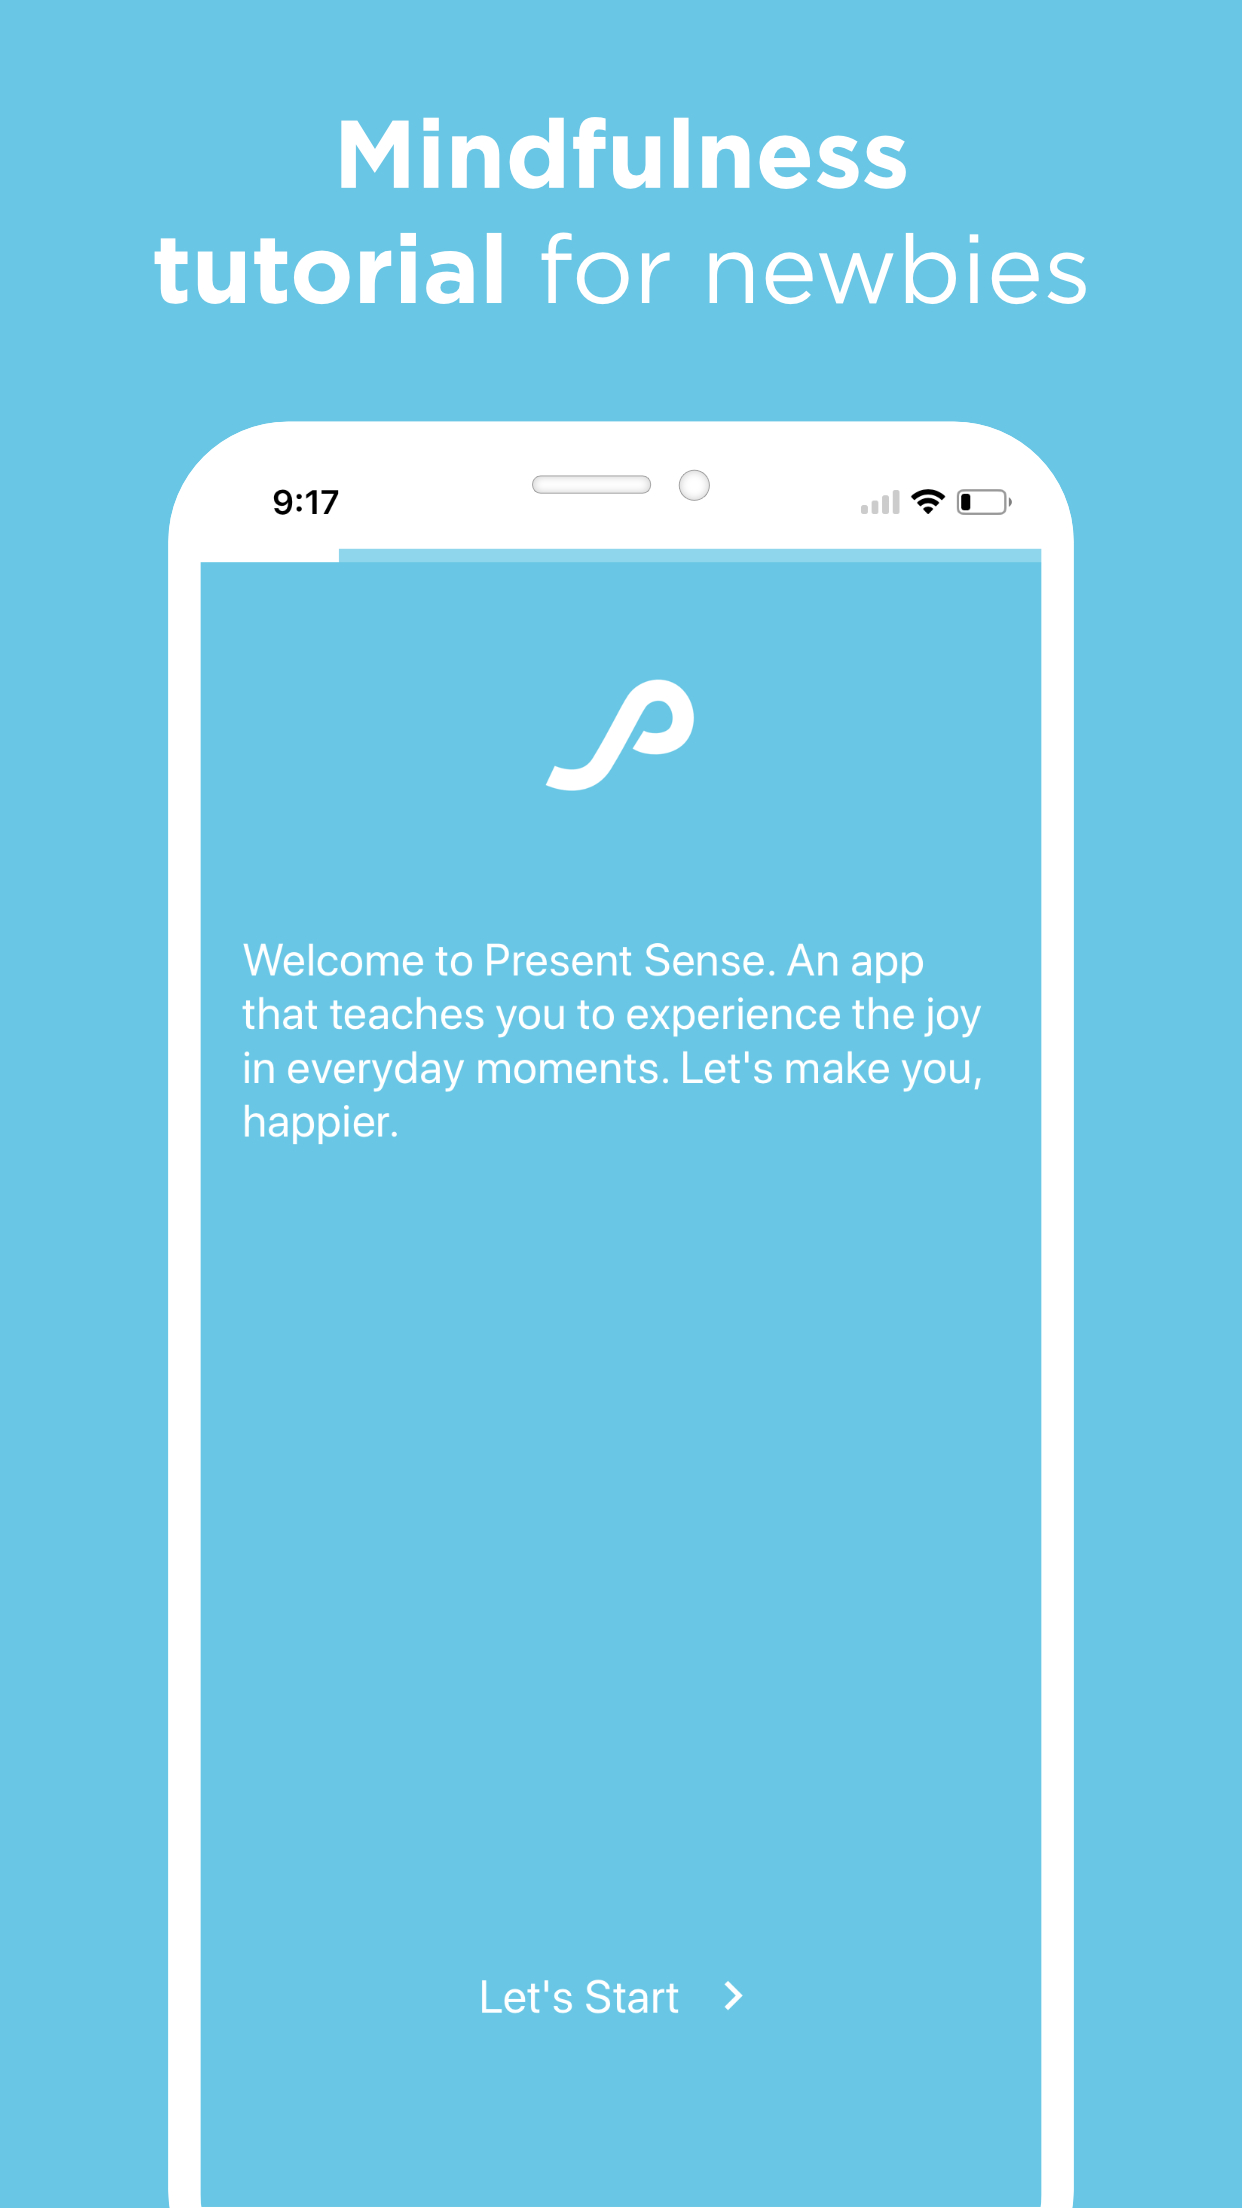 Mindfulness
tutorial for newbies
9:17
Welcome to Present Sense. An app
that teaches you to experience the joy
in everyday moments. Let's make you,
happier.
Let's Start